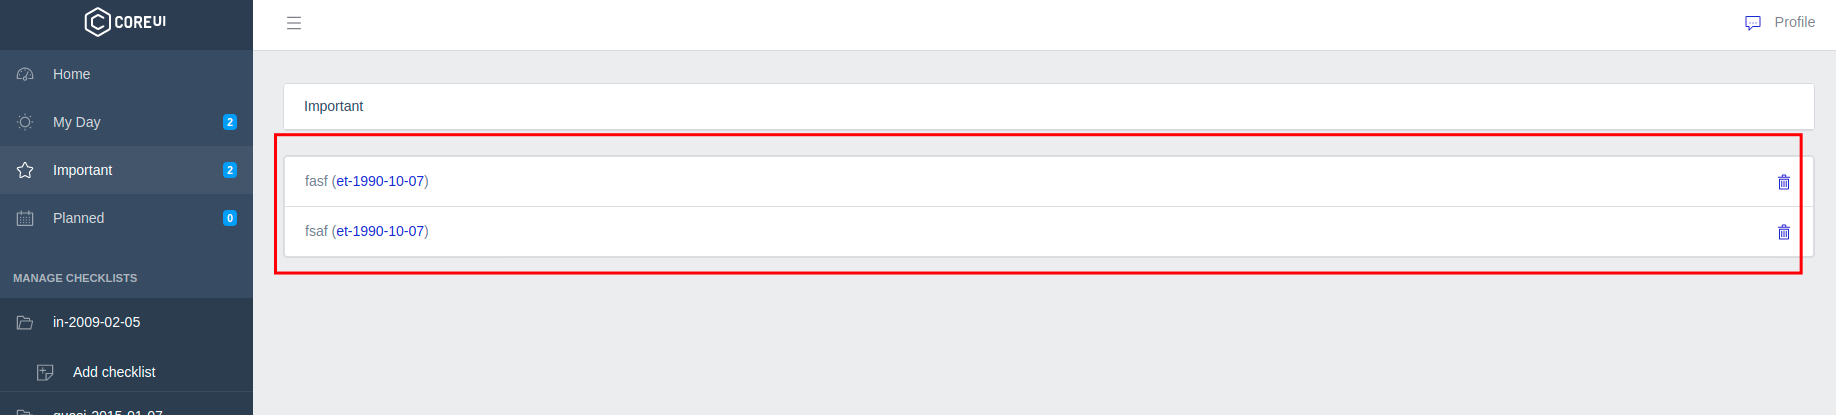 COREUI
Profile
Home
My Day 2
Important 2
Planned 0
MANAGE CHECKLISTS
in-2009-02-05
Add checklist
Important
fasf (et-1990-10-07)
fsaf (et-1990-10-07)